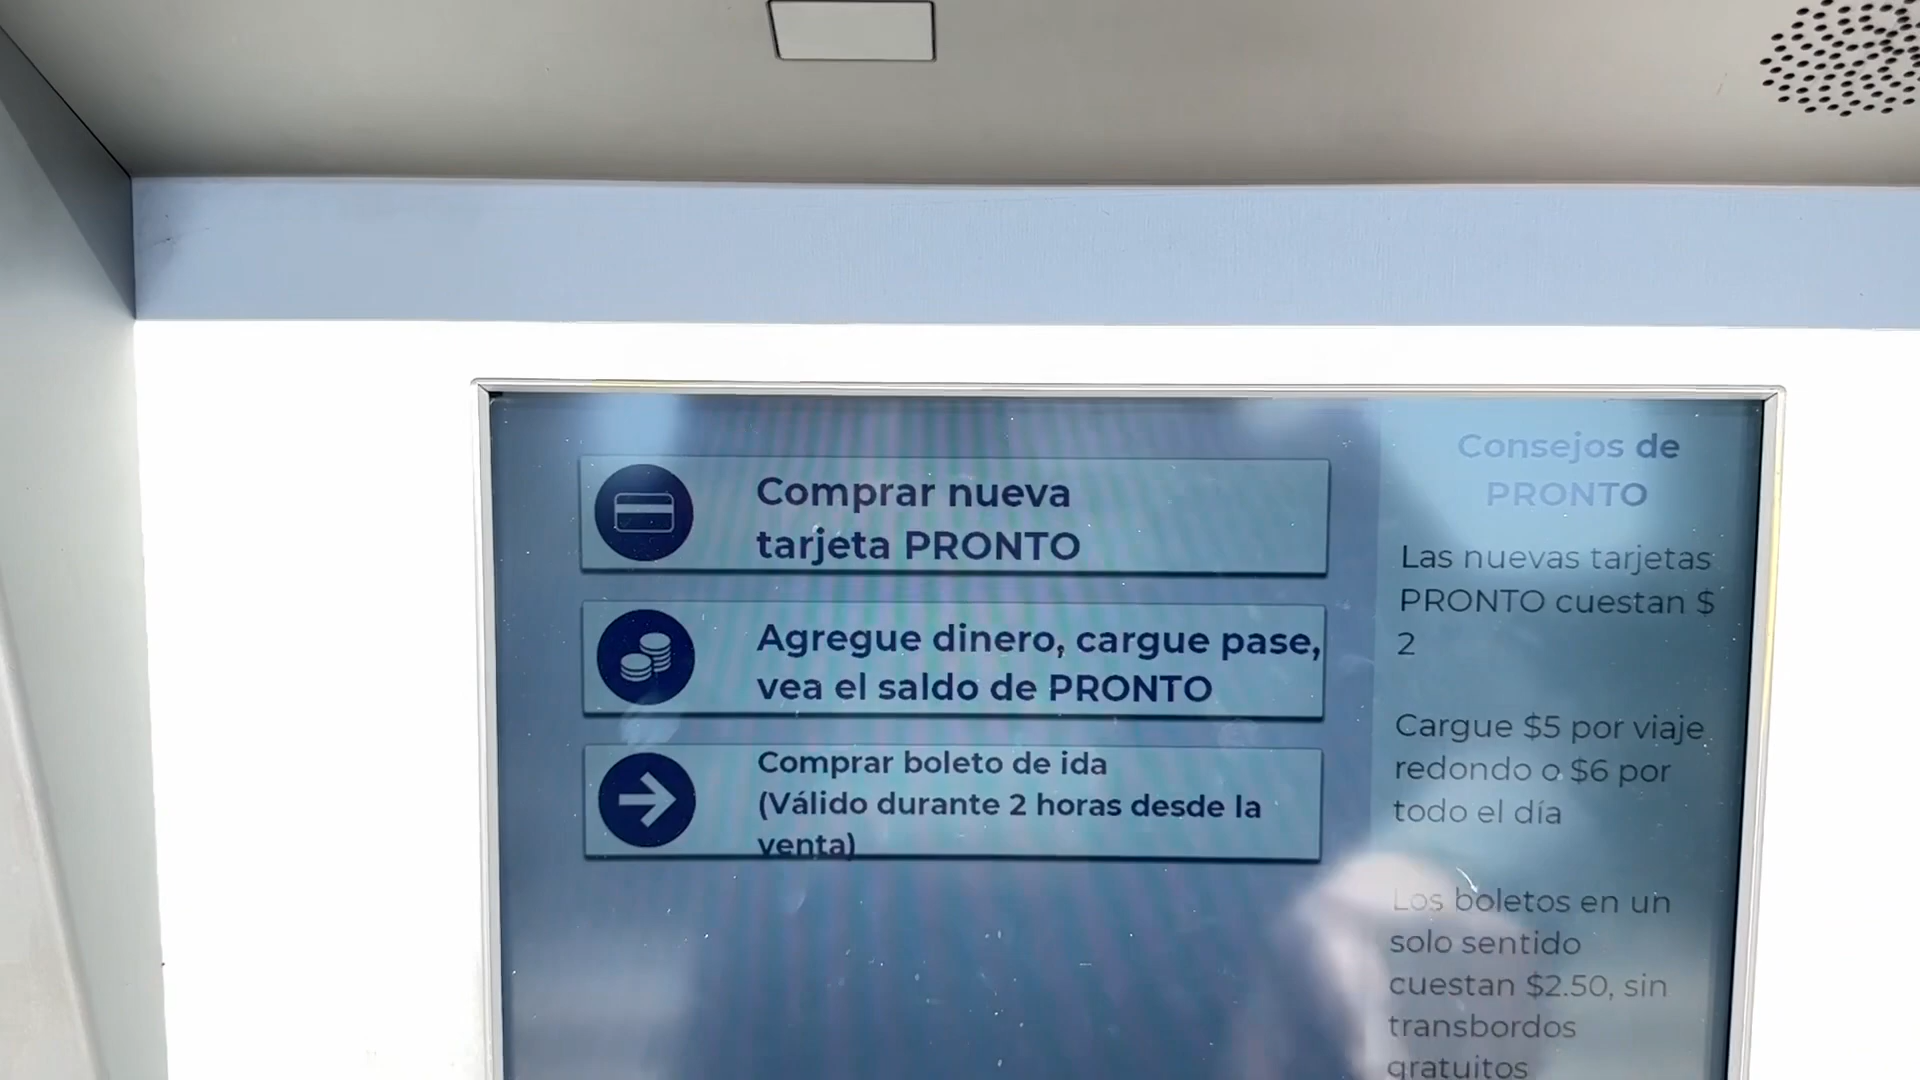 Comprar nueva
tarjeta PRONTO
Agregue dinero, cargue pase,
vea el saldo de PRONTO
Comprar boleto de ida
(Válido durante 2 horas desde la
venta)
Consejos de
PRONTO
Las nuevas tarjetas
PRONTO cuestan $
2
Cargue $5 por viaje
redondo o $6 por
todo el día
Los boletos en un
solo sentido
cuestan $2.50, sin
transbordos
gratuitos